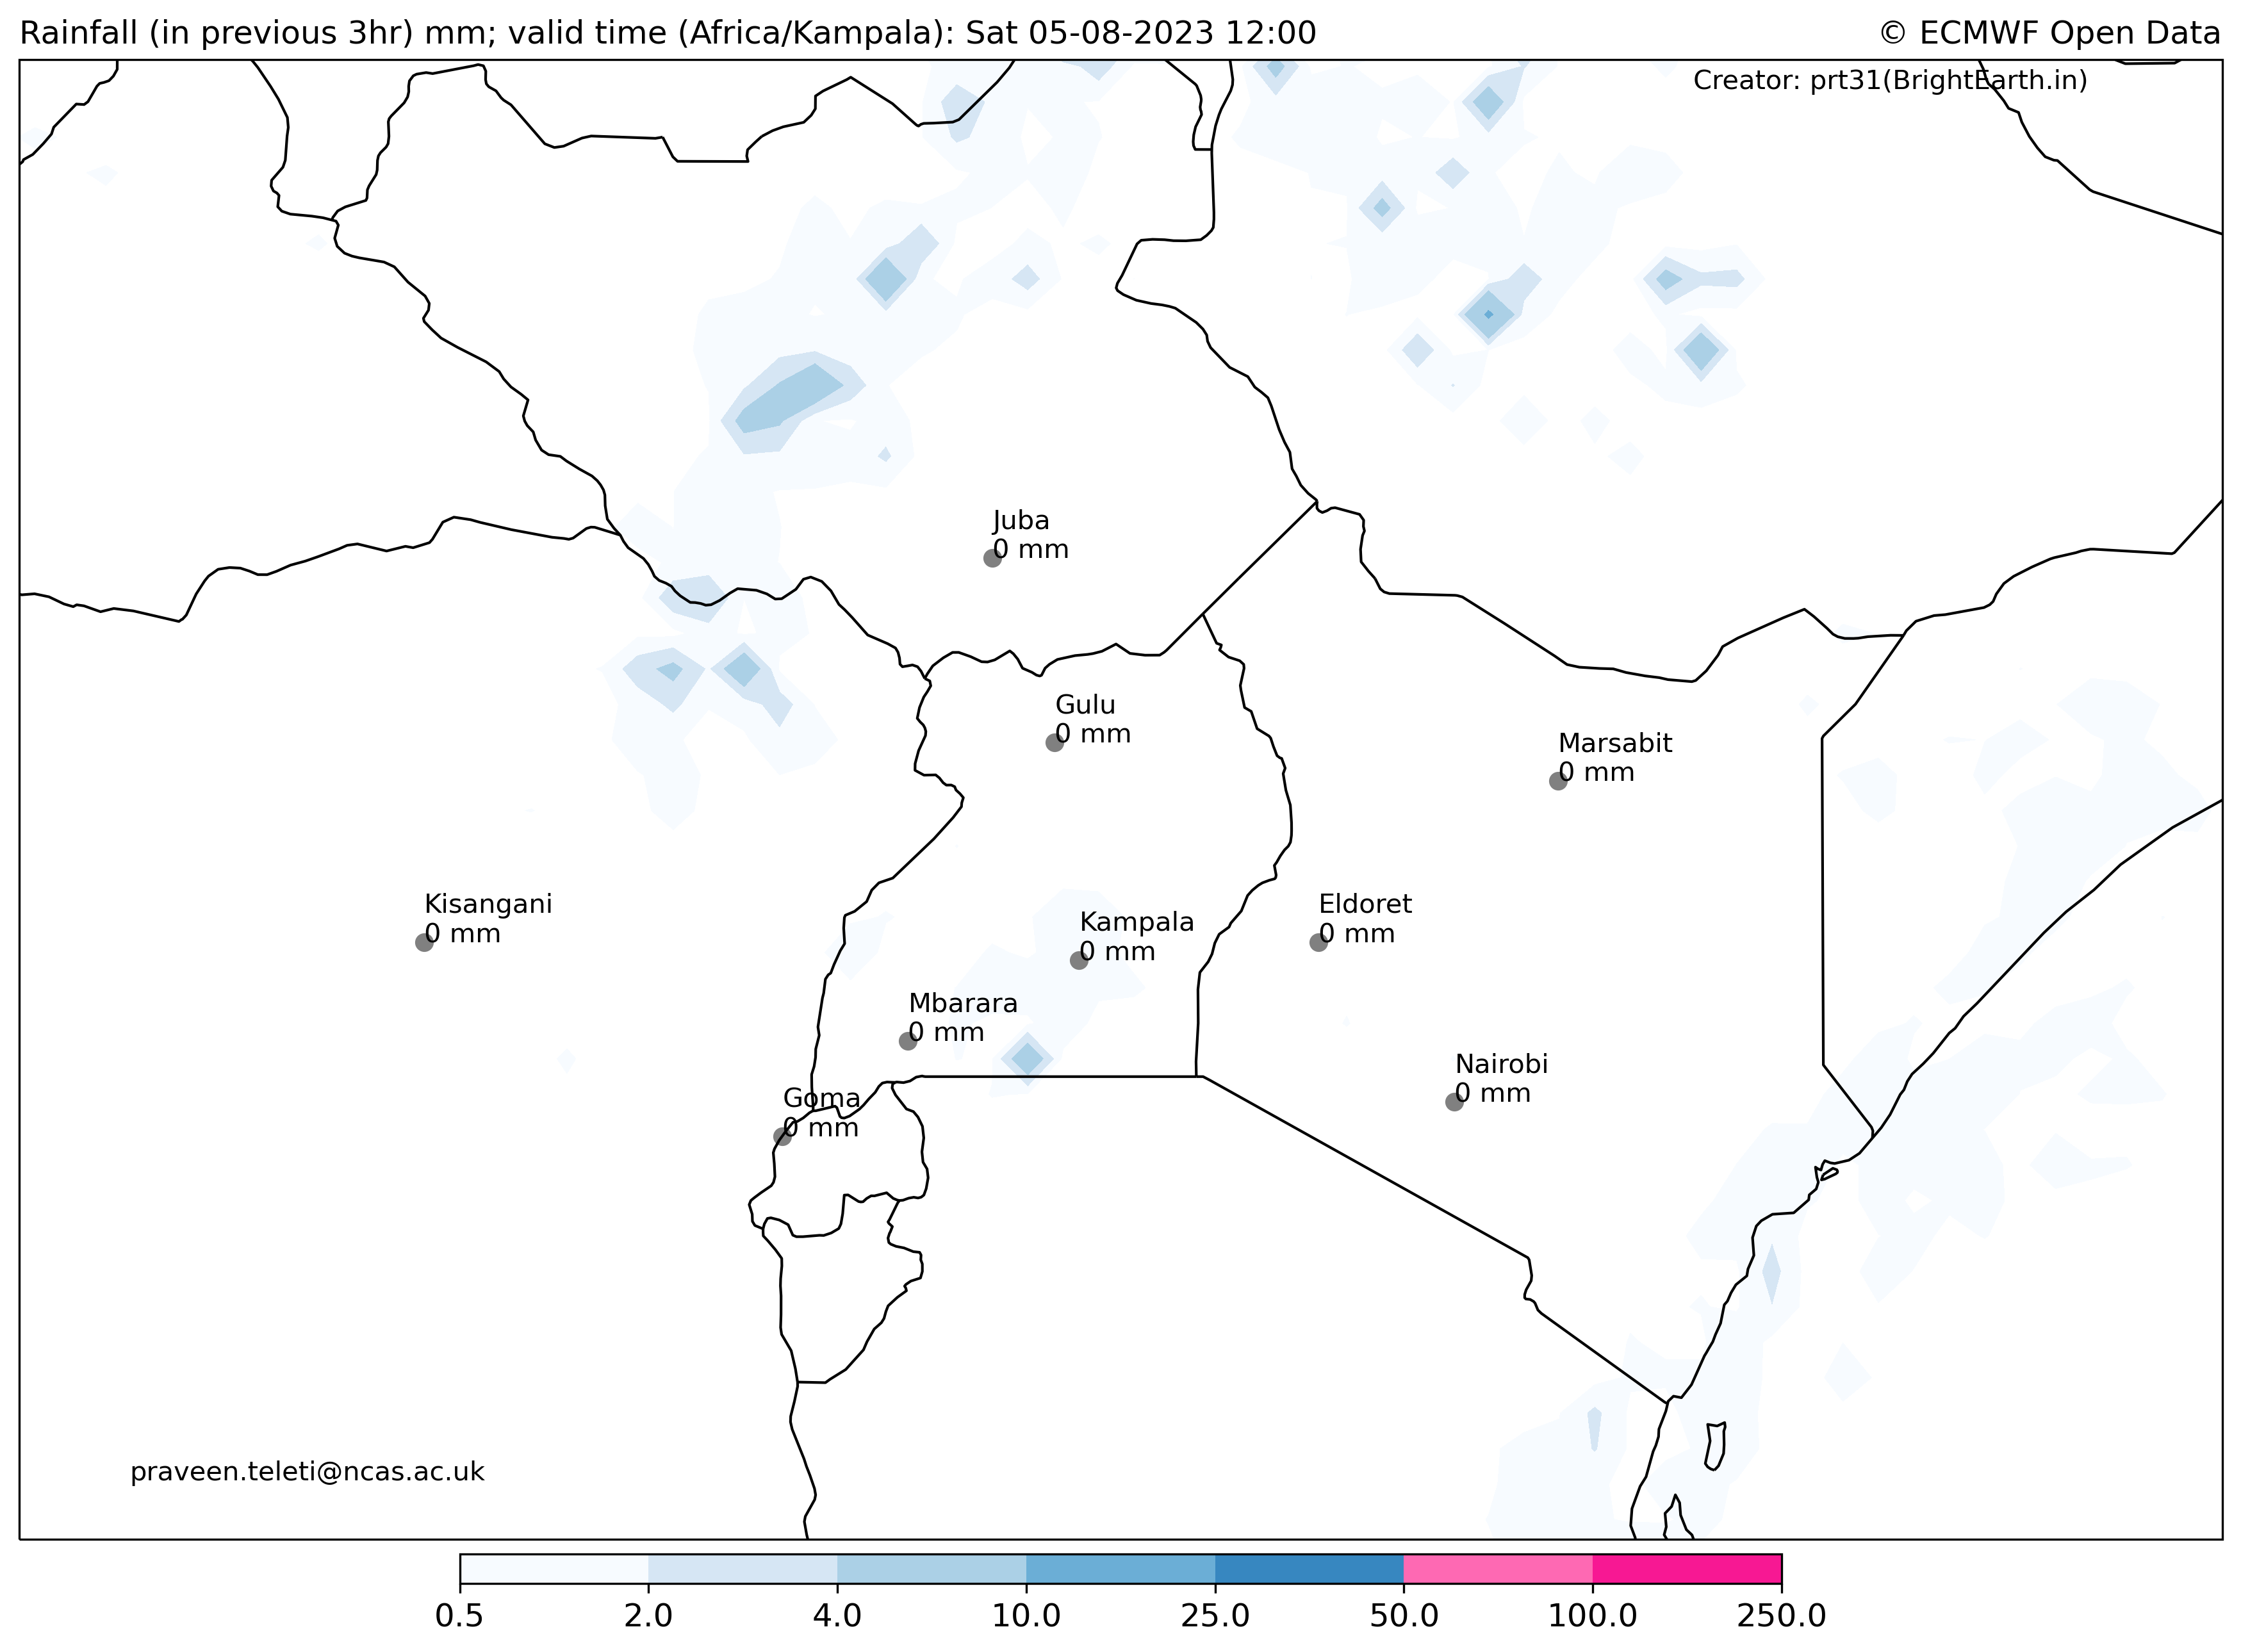 Rainfall (in previous 3hr) mm; valid time (Africa/Kampala): Sat 05-08-2023 12:00
© ECMWF Open Data
Creator: prt31(BrightEarth.in)
Juba
0 mm
Gulu
0 mm
Marsabit
0 mm
Kisangani
0 mm
Kampala
0 mm
Eldoret
0 mm
Mbarara
0 mm
Nairobi
0 mm
Goma
0 mm
praveen.teleti@ncas.ac.uk
0.5 2.0 4.0 10.0 25.0 50.0 100.0 250.0